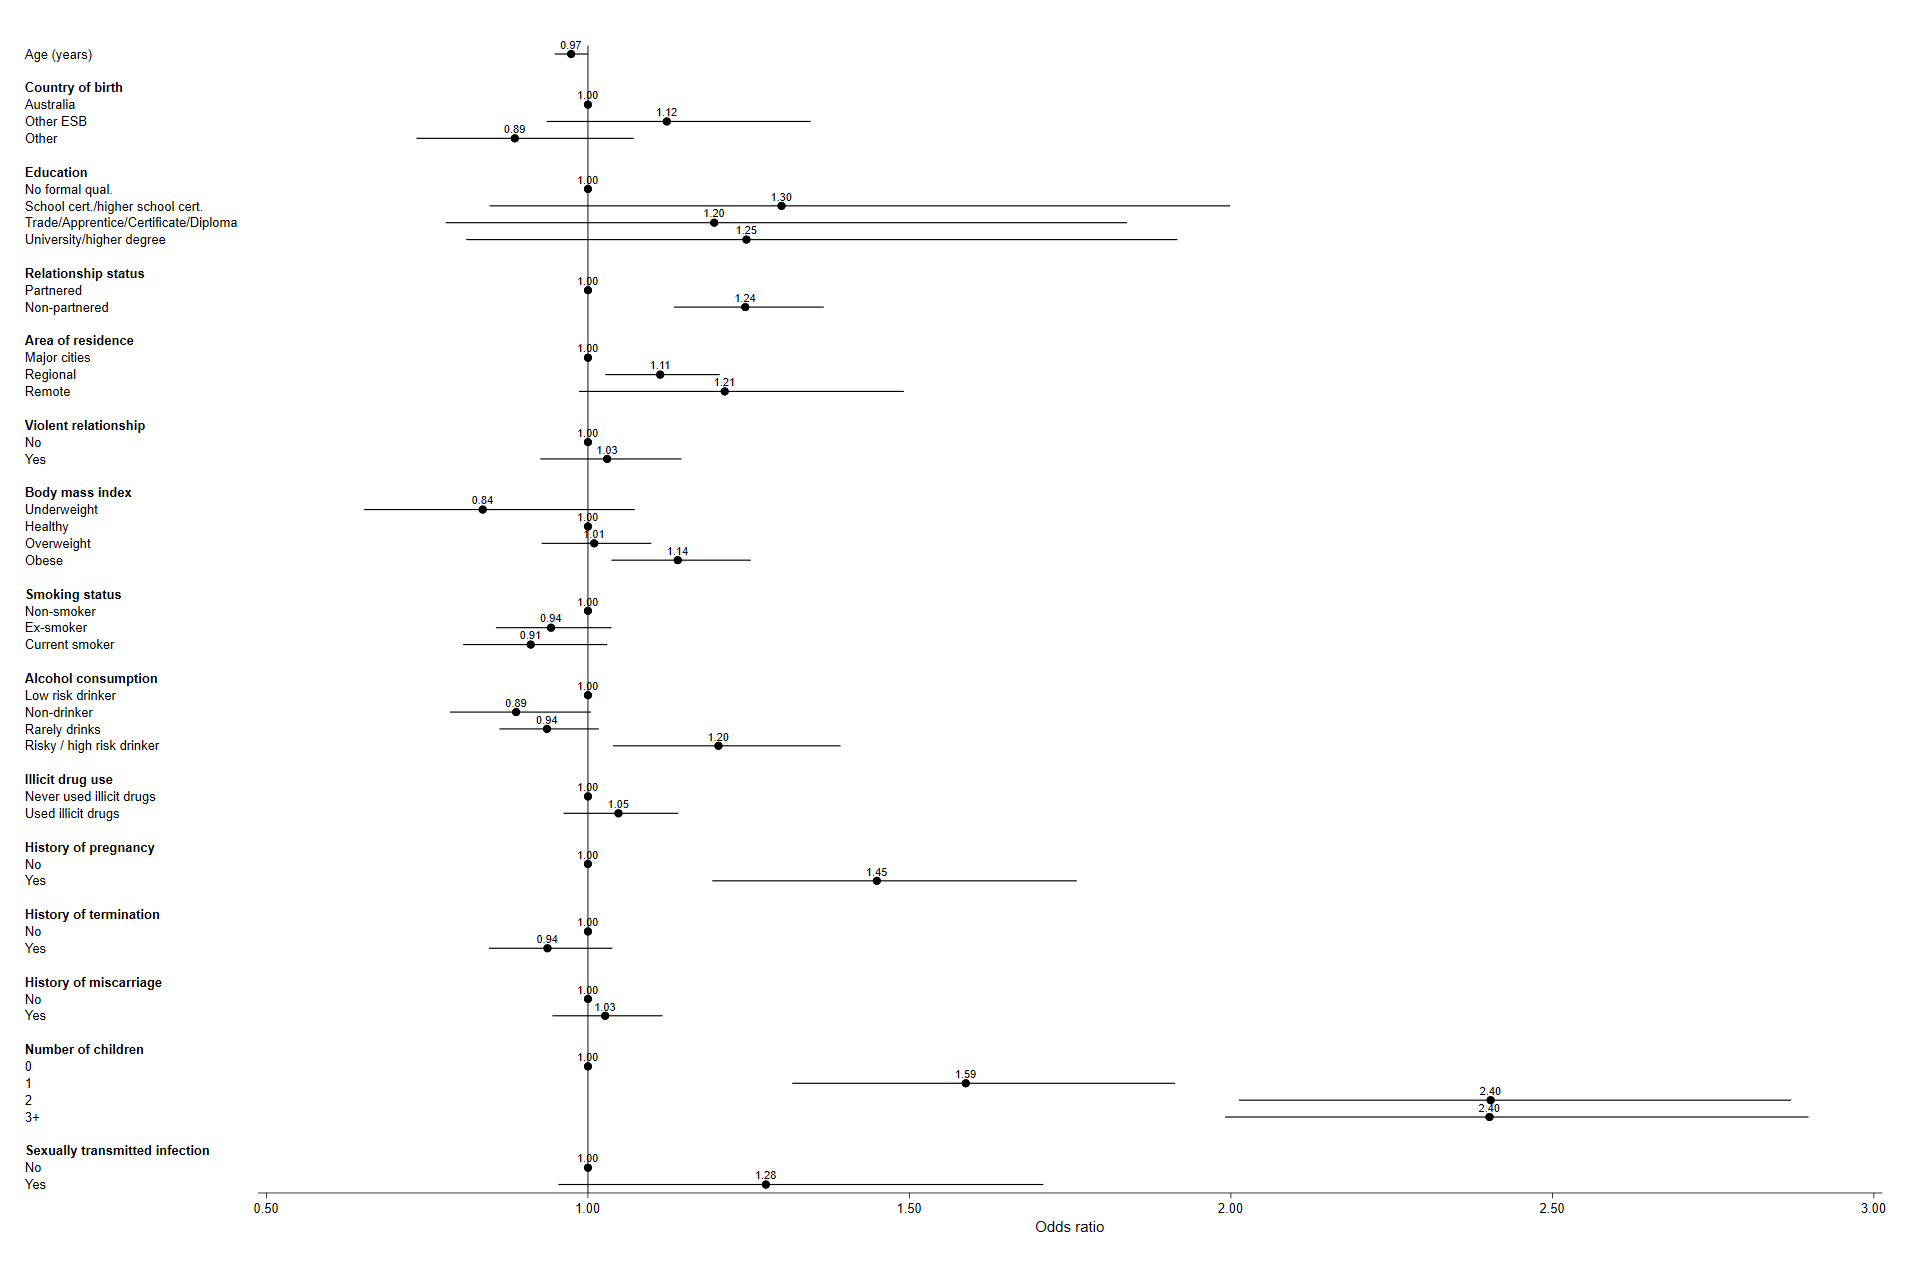 Age (years) 0.97
Country of birth
Australia 1.00
Other ESB 1.12
Other 0.89
Education
No formal qual. 1.00
School cert./higher school cert. 1.30
Trade/Apprentice/Certificate/Diploma 1.20
University/higher degree 1.25
Relationship status
Partnered 1.00
Non-partnered 1.24
Area of residence
Major cities 1.00
Regional 1.11
Remote 1.21
Violent relationship
No 1.00
Yes 1.03
Body mass index
Underweight 0.84
Healthy 1.00
Overweight 1.01
Obese 1.14
Smoking status
Non-smoker 1.00
Ex-smoker 0.94
Current smoker 0.91
Alcohol consumption
Low risk drinker 1.00
Non-drinker 0.89
Rarely drinks 0.94
Risky / high risk drinker 1.20
Illicit drug use
Never used illicit drugs 1.00
Used illicit drugs 1.05
History of pregnancy
No 1.00
Yes 1.45
History of termination
No 1.00
Yes 0.94
History of miscarriage
No 1.00
Yes 1.03
Number of children
0 1.00
1 1.59
2 2.40
3+ 2.40
Sexually transmitted infection
No 1.00
Yes 1.28
0.50 1.00 1.50 2.00 2.50 3.00
Odds ratio